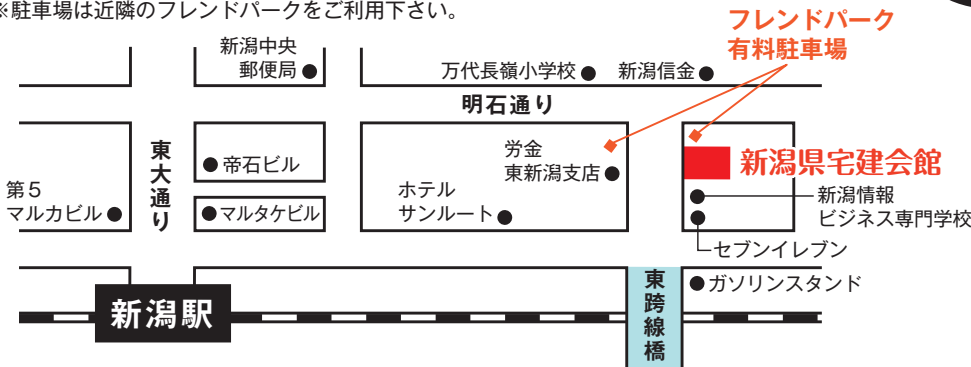 ※駐車場は近隣のフレンドパークをご利用下さい。
フレンドパーク
有料駐車場
新潟中央
郵便局
万代長嶺小学校
新潟信金
明石通り
東大通り
帝石ビル
マルタケビル
第5
マルカビル
労金
東新潟支店
ホテル
サンルート
新潟県宅建会館
新潟情報
ビジネス専門学校
セブンイレブン
ガソリンスタンド
新潟駅
東跨線橋